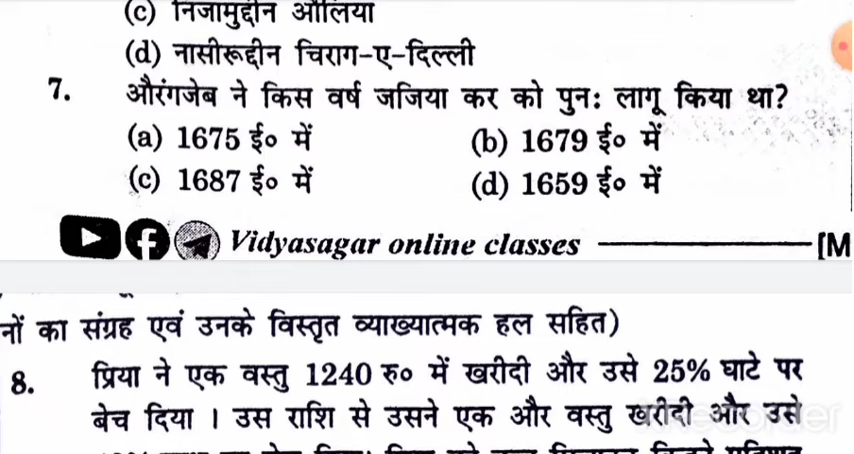 (c) निजामुद्दीन औलिया
(d) नासीरूद्दीन चिराग-ए-दिल्ली
7. औरंगजेब ने किस वर्ष जजिया कर को पुनः लागू किया था?
(a) 1675 ई० में (b) 1679 ई० में
(c) 1687 ई० में (d) 1659 ई० में
Vidyasagar online classes [M
नों का संग्रह एवं उनके विस्तृत व्याख्यात्मक हल सहित)
8. प्रिया ने एक वस्तु 1240 रु० में खरीदी और उसे 25% घाटे पर
बेच दिया । उस राशि से उसने एक और वस्तु खरीदी और उसे